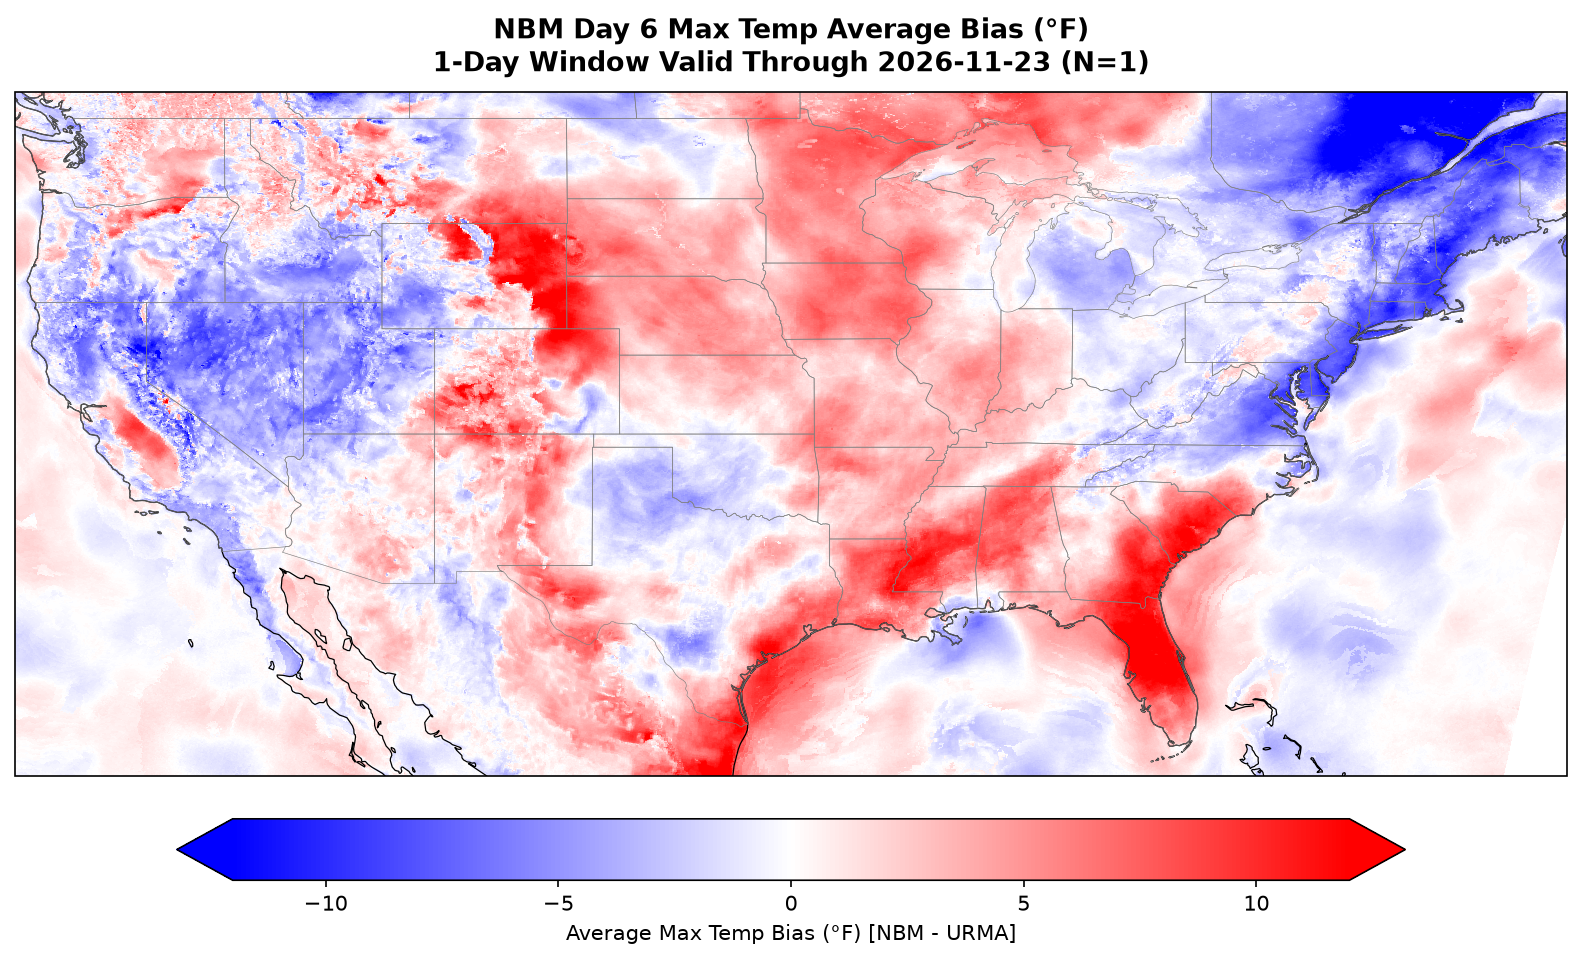 NBM Day 6 Max Temp Average Bias (°F)
1-Day Window Valid Through 2026-11-23 (N=1)
−10 −5 0 5 10
Average Max Temp Bias (°F) [NBM - URMA]